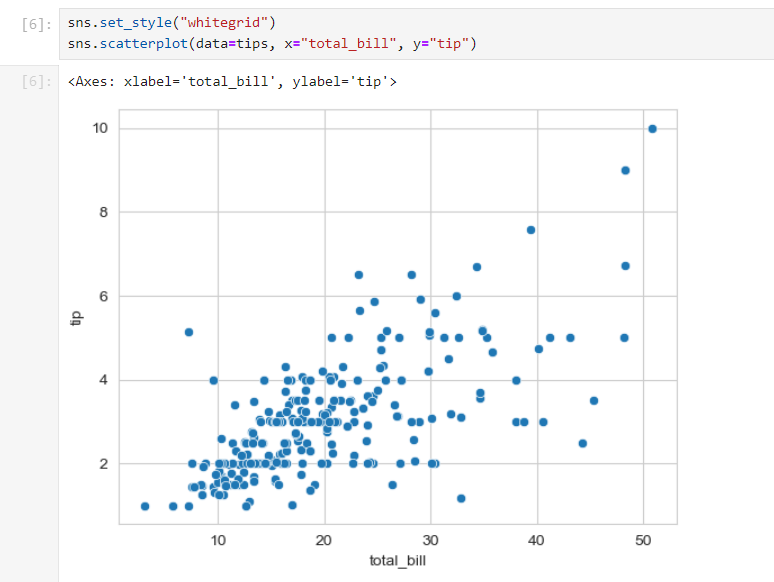 [6]: sns.set_style("whitegrid")
sns.scatterplot(data=tips, x="total_bill", y="tip")
[6]: <Axes: xlabel='total_bill', ylabel='tip'>
10
8
6
4
2
tip
10 20 30 40 50
total_bill